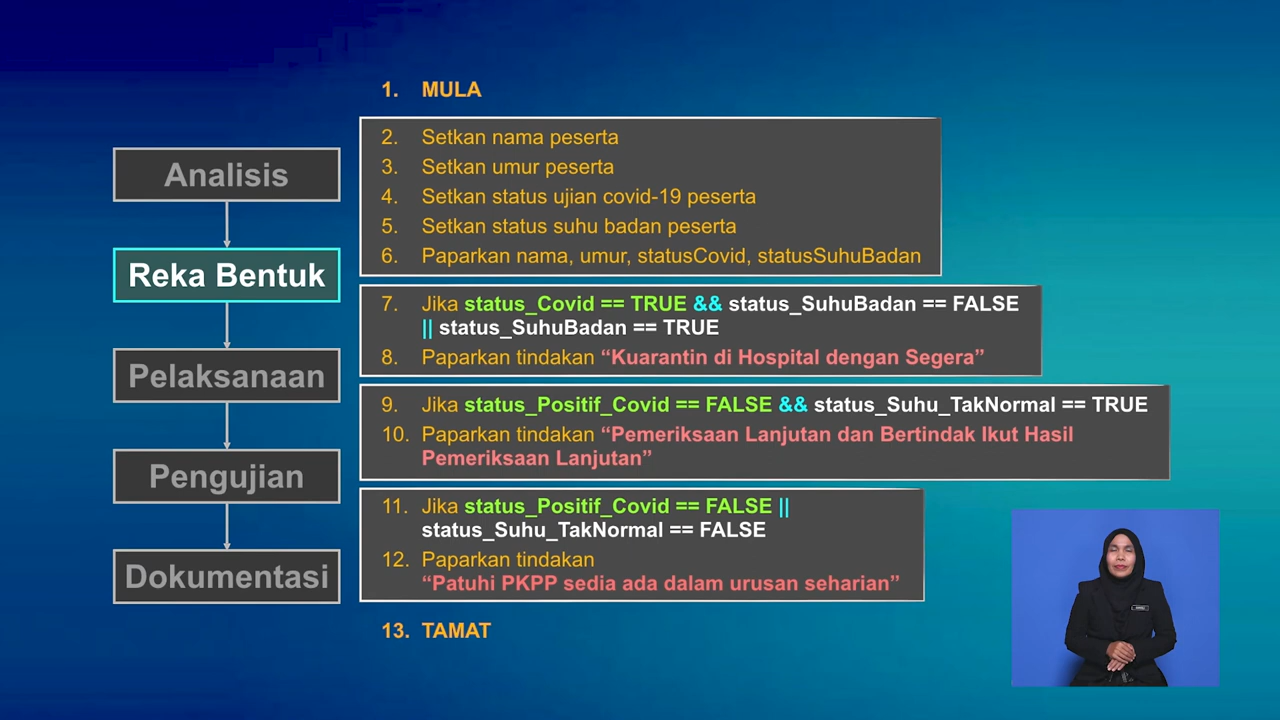 Analisis
Reka Bentuk
Pelaksanaan
Pengujian
Dokumentasi
1. MULA
2. Setkan nama peserta
3. Setkan umur peserta
4. Setkan status ujian covid-19 peserta
5. Setkan status suhu badan peserta
6. Paparkan nama, umur, statusCovid, statusSuhuBadan
7. Jika status_Covid == TRUE && status_SuhuBadan == FALSE
|| status_SuhuBadan == TRUE
8. Paparkan tindakan “Kuarantin di Hospital dengan Segera”
9. Jika status_Positif_Covid == FALSE && status_Suhu_TakNormal == TRUE
10. Paparkan tindakan “Pemeriksaan Lanjutan dan Bertindak Ikut Hasil
Pemeriksaan Lanjutan”
11. Jika status_Positif_Covid == FALSE ||
status_Suhu_TakNormal == FALSE
12. Paparkan tindakan
“Patuhi PKPP sedia ada dalam urusan seharian”
13. TAMAT